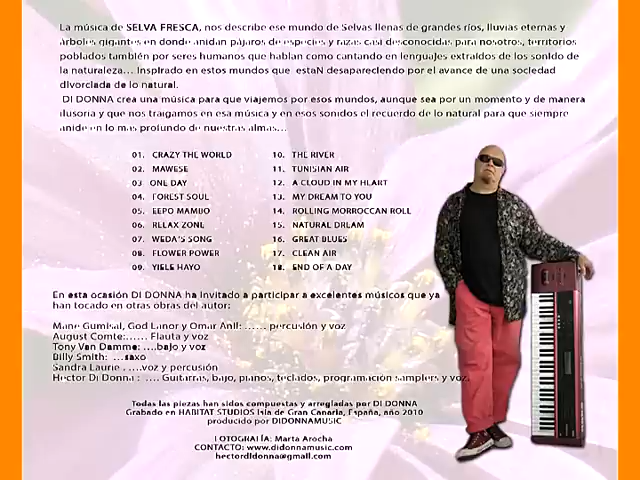 La música de SELVA FRESCA, nos describe ese mundo de Selvas llenas de grandes ríos, lluvias eternas y
árboles gigantes en donde anidan pájaros de especies y razas casi desconocidas para nosotros, territorios
poblados también por seres humanos que hablan como cantando en lenguajes extraídos de los sonido de
la naturaleza... Inspirado en estos mundos que estaN desapareciendo por el avance de una sociedad
divorciada de lo natural.
DI DONNA crea una música para que viajemos por esos mundos, aunque sea por un momento y de manera
ilusoria y que nos traigamos en esa música y en esos sonidos el recuerdo de lo natural para que siempre
anide en lo mas profundo de nuestras almas...
01. CRAZY THE WORLD
02. MAWESE
03 ONE DAY
04. FOREST SOUL
05. EEPO MAMBO
06. RELAX ZONE
07. WEDA'S SONG
08. FLOWER POWER
09. YIELE HAYO
10. THE RIVER
11. TUNISIAN AIR
12. A CLOUD IN MY HEART
13. MY DREAM TO YOU
14. ROLLING MORROCCAN ROLL
15. NATURAL DREAM
16. GREAT BLUES
17. CLEAN AIR
18. END OF A DAY
En esta ocasión DI DONNA ha invitado a participar a excelentes músicos que ya
han tocado en otras obras del autor:
Mane Gumbal, God Lanor y Omar Anil: ...... percusión y voz
August Comte:...... Flauta y voz
Tony Van Damme: ....bajo y voz
Billy Smith: ...saxo
Sandra Laurie . ....voz y percusión
Hector Di Donna : .... Guitarras, bajo, pianos, teclados, programación samplers y voz.
Todas las piezas han sidos compuestas y arregladas por DI DONNA
Grabado en HABITAT STUDIOS Isla de Gran Canaria, España, año 2010
producido por DIDONNAMUSIC
FOTOGRAFÍA: Marta Arocha
CONTACTO: www.didonnamusic.com
hectordidonna@gmail.com